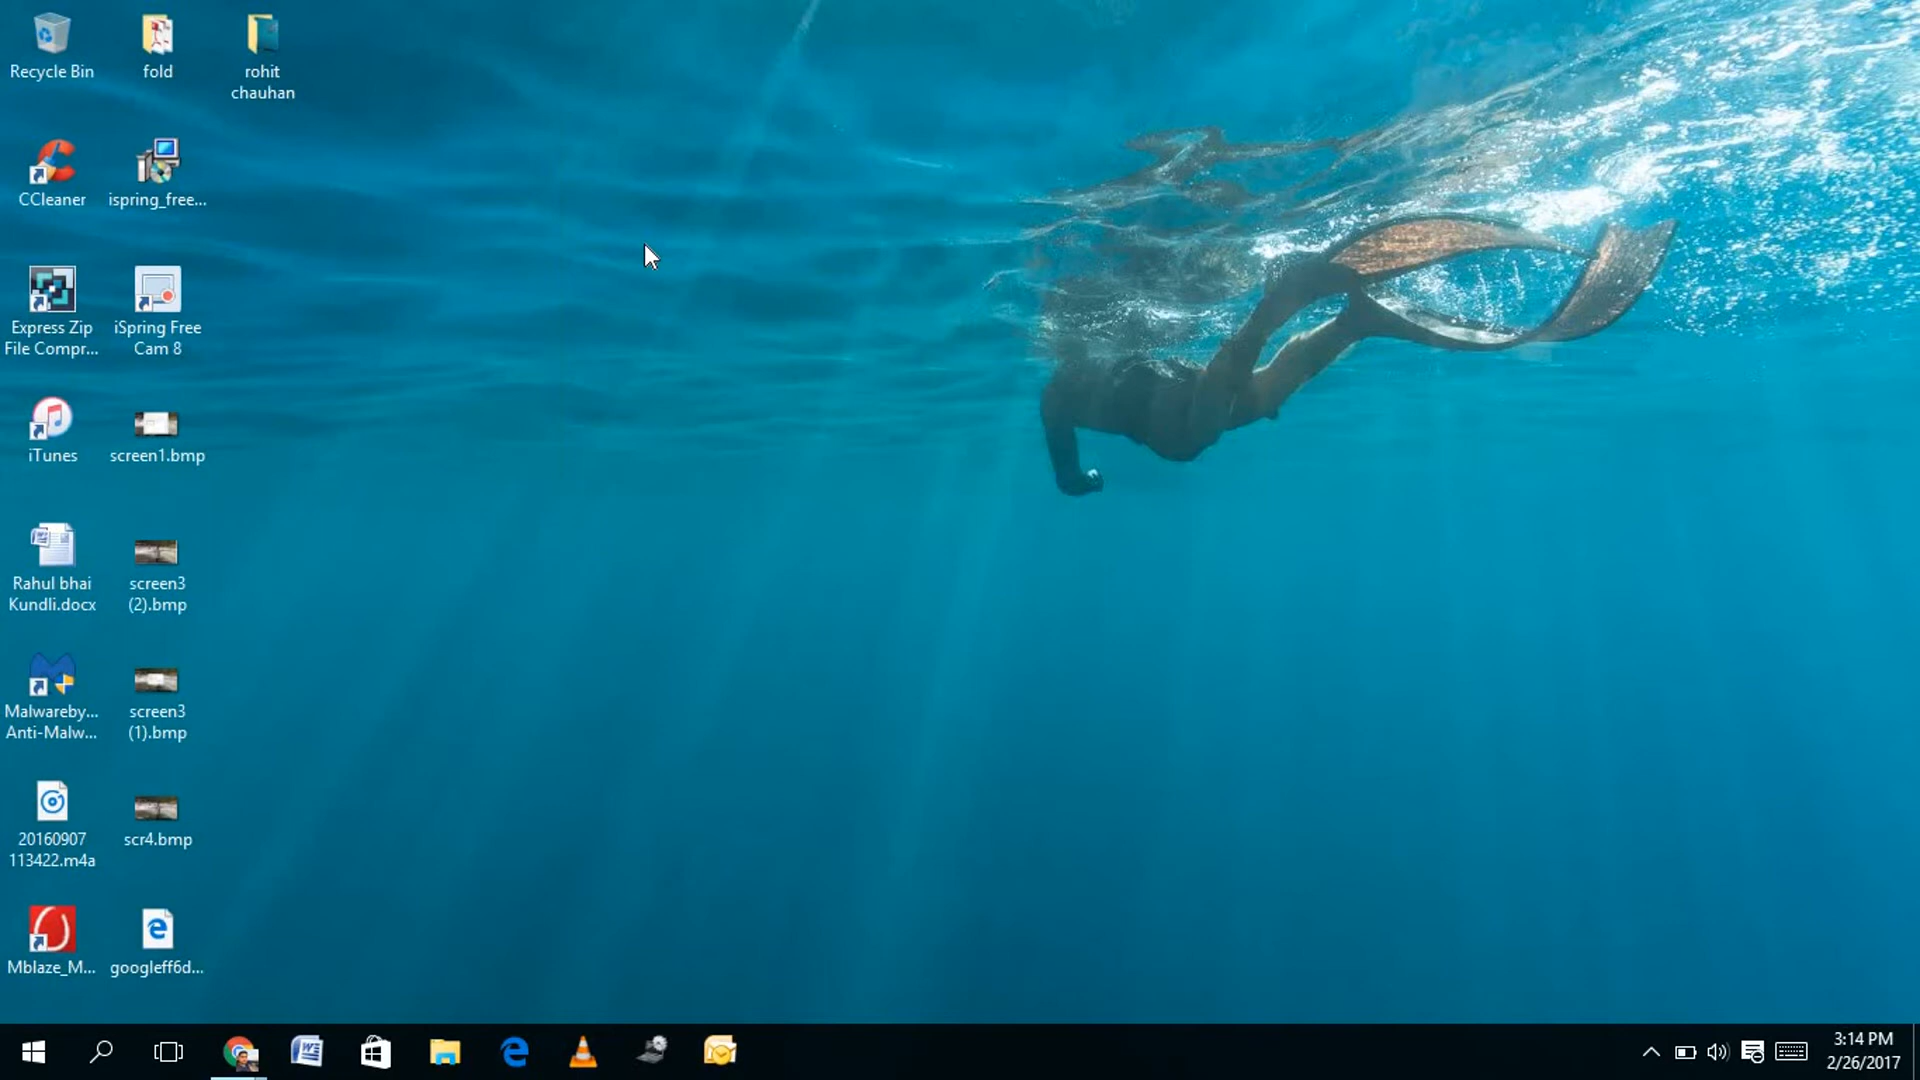 Recycle Bin
fold
rohit
chauhan
CCleaner
ispring_free...
Express Zip
File Compr...
iSpring Free
Cam 8
iTunes
screen1.bmp
Rahul bhai
Kundli.docx
screen3
(2).bmp
Malwareby...
Anti-Malw...
screen3
(1).bmp
20160907
113422.m4a
scr4.bmp
Mblaze_M...
googleff6d...
3:14 PM
2/26/2017